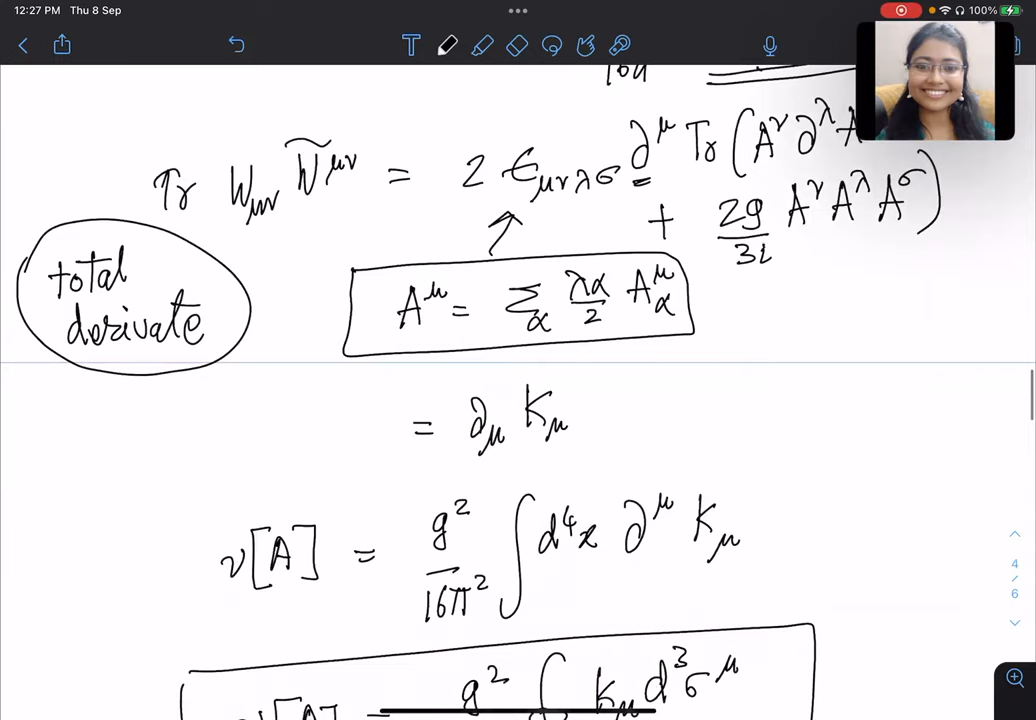 12:27 PM Thu 8 Sep
100%
Tr W_{μν} W̃^{μν} = 2 ϵ_{μνλσ} ∂^μ Tr (A^ν ∂^λ A
+ 2g/3i A^ν A^λ A^σ)
total
derivate
A^μ = Σ_α λα/2 A^μ_α
= ∂_μ K_μ
ν[A] = g²/16π² ∫ d⁴x ∂^μ K_μ
g² ∫ K_μ d³σ^μ
4
/
6